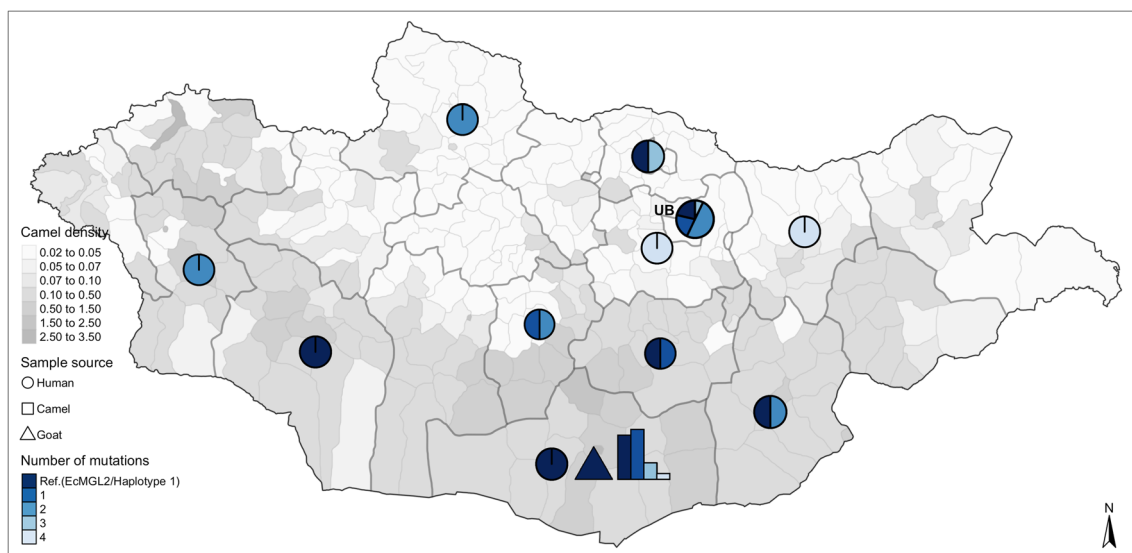 UB
Camel density
0.02 to 0.05
0.05 to 0.07
0.07 to 0.10
0.10 to 0.50
0.50 to 1.50
1.50 to 2.50
2.50 to 3.50
Sample source
Human
Camel
Goat
Number of mutations
Ref.(EcMGL2/Haplotype 1)
1
2
3
4
N